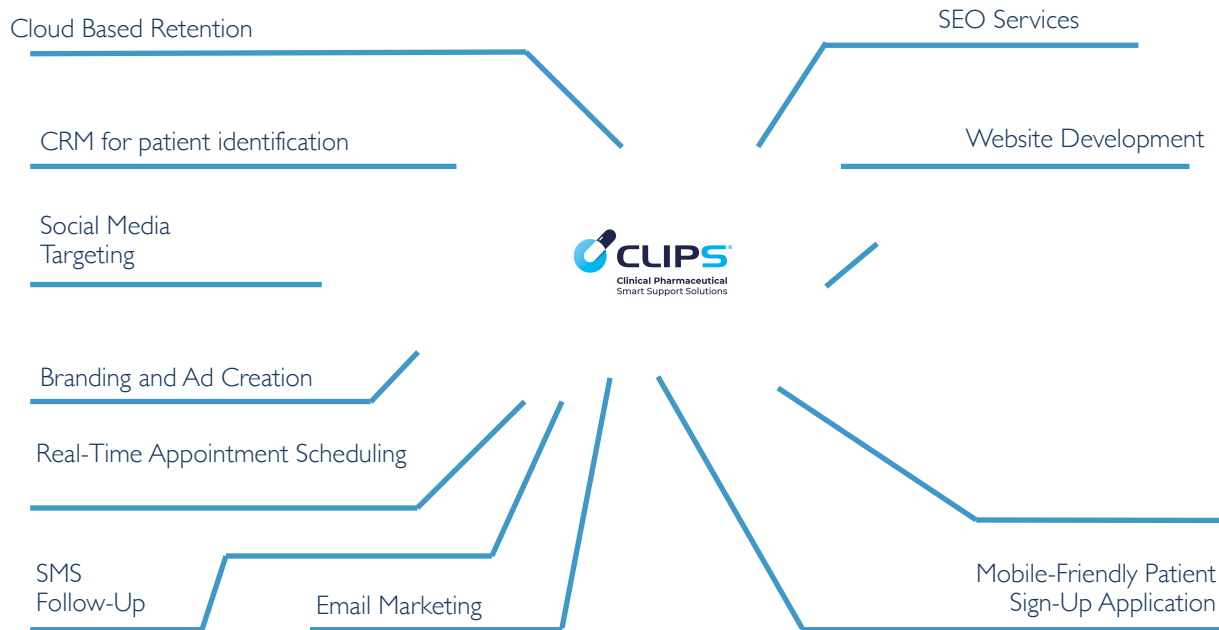 Cloud Based Retention
SEO Services
CRM for patient identification
Website Development
Social Media
Targeting
CLIPS®
Clinical Pharmaceutical
Smart Support Solutions
Branding and Ad Creation
Real-Time Appointment Scheduling
SMS
Follow-Up
Email Marketing
Mobile-Friendly Patient
Sign-Up Application